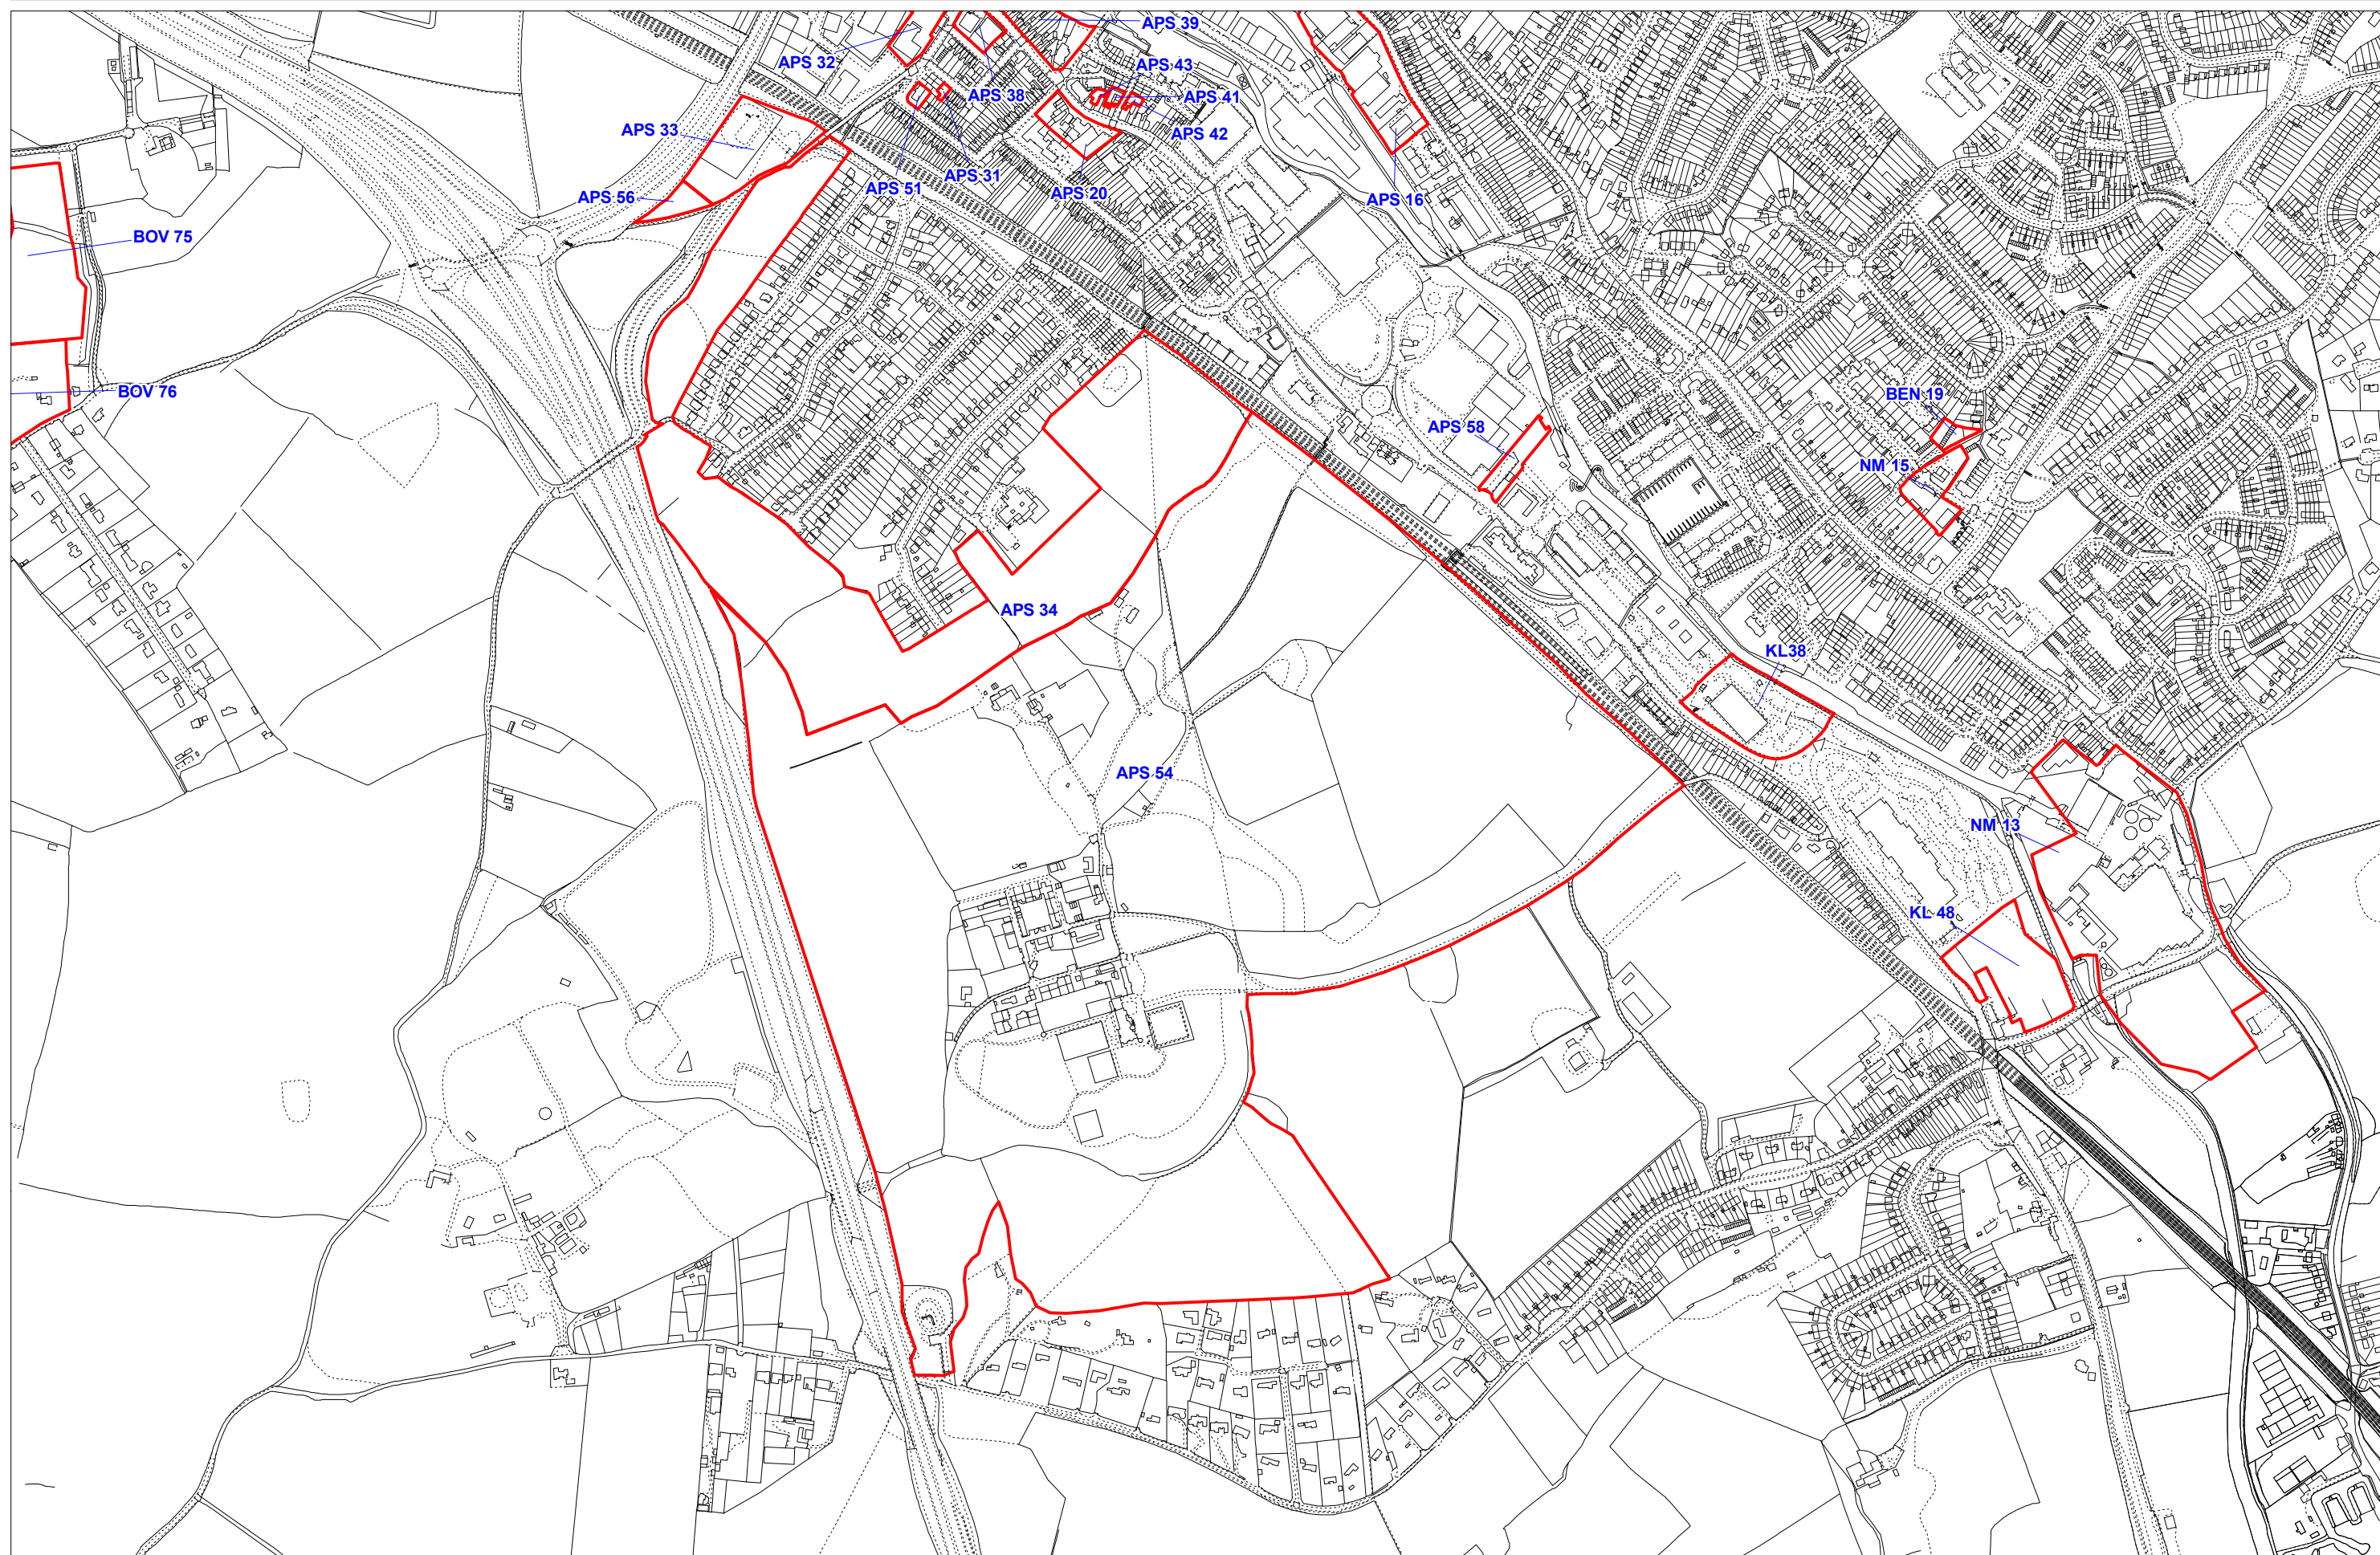 APS 39
APS 32
APS 43
APS 38
APS 41
APS 33
APS 42
APS 31
APS 51
APS 20
APS 56
APS 16
BOV 75
BOV 76
BEN 19
APS 58
NM 15
APS 34
KL38
APS 54
NM 13
KL 48